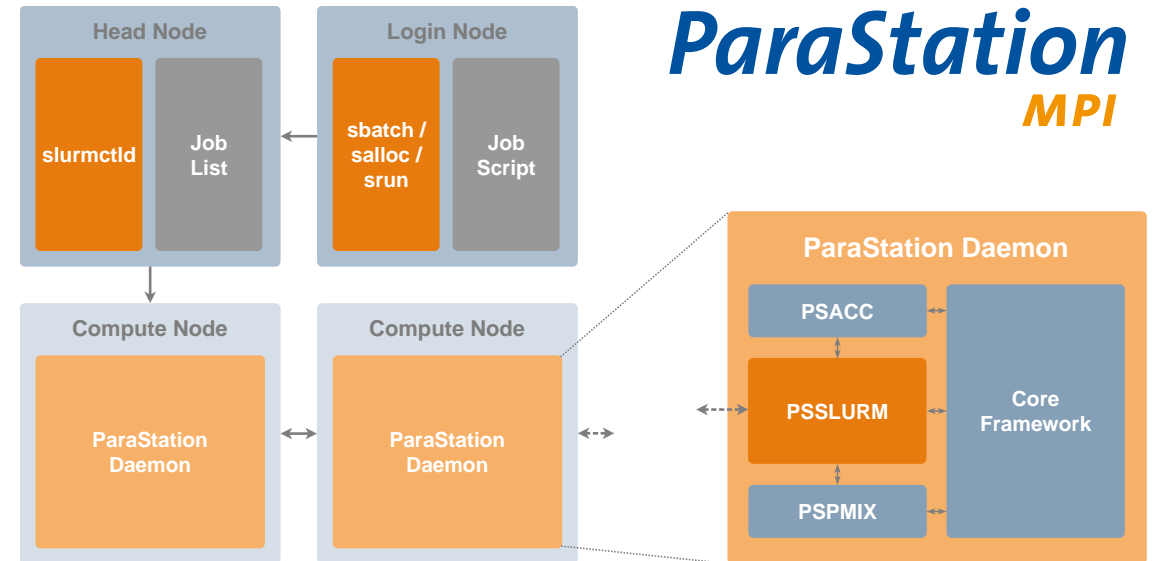 Head Node
slurmctld
Job
List
Login Node
sbatch /
salloc /
srun
Job
Script
ParaStation
MPI
Compute Node
ParaStation
Daemon
Compute Node
ParaStation
Daemon
ParaStation Daemon
PSACC
PSSLURM
PSPMIX
Core
Framework